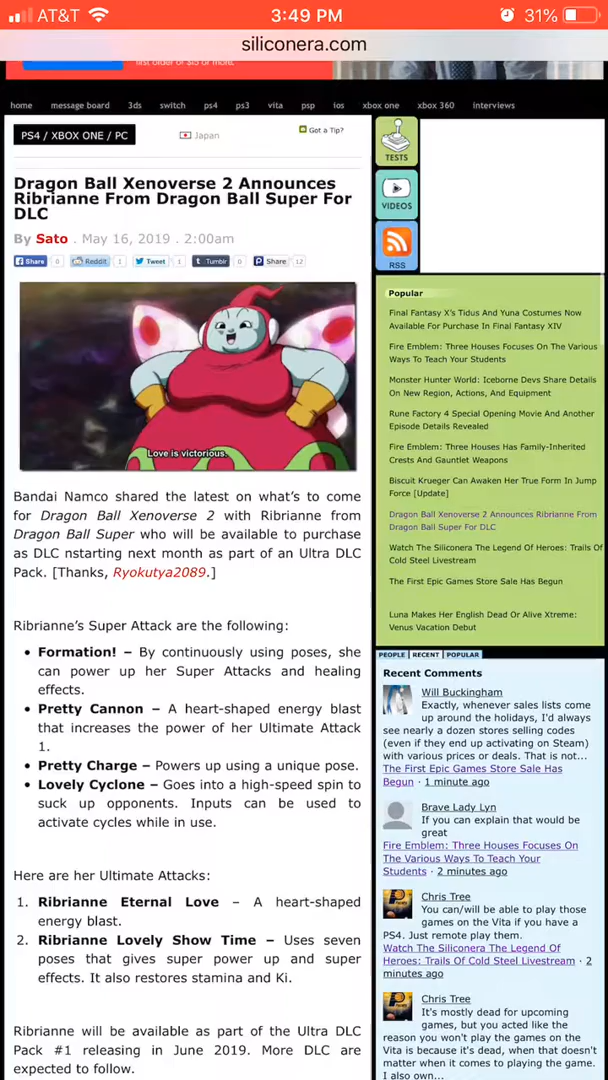 AT&T
3:49 PM
31%
siliconera.com
first order of $15 or more.
home message board 3ds switch ps4 ps3 vita psp ios xbox one xbox 360 interviews
PS4 / XBOX ONE / PC
Japan
Got a Tip?
Dragon Ball Xenoverse 2 Announces
Ribrianne From Dragon Ball Super For
DLC
By Sato . May 16, 2019 . 2:00am
Share 0 Reddit 1 Tweet 1 Tumblr 0 Share 12
Love is victorious.
Bandai Namco shared the latest on what's to come
for Dragon Ball Xenoverse 2 with Ribrianne from
Dragon Ball Super who will be available to purchase
as DLC nstarting next month as part of an Ultra DLC
Pack. [Thanks, Ryokutya2089.]
Ribrianne's Super Attack are the following:
• Formation! – By continuously using poses, she
can power up her Super Attacks and healing
effects.
• Pretty Cannon – A heart-shaped energy blast
that increases the power of her Ultimate Attack
1.
• Pretty Charge – Powers up using a unique pose.
• Lovely Cyclone – Goes into a high-speed spin to
suck up opponents. Inputs can be used to
activate cycles while in use.
Here are her Ultimate Attacks:
1. Ribrianne Eternal Love – A heart-shaped
energy blast.
2. Ribrianne Lovely Show Time – Uses seven
poses that gives super power up and super
effects. It also restores stamina and Ki.
Ribrianne will be available as part of the Ultra DLC
Pack #1 releasing in June 2019. More DLC are
expected to follow.
TESTS
VIDEOS
RSS
Popular
Final Fantasy X's Tidus And Yuna Costumes Now
Available For Purchase In Final Fantasy XIV
Fire Emblem: Three Houses Focuses On The Various
Ways To Teach Your Students
Monster Hunter World: Iceborne Devs Share Details
On New Region, Actions, And Equipment
Rune Factory 4 Special Opening Movie And Another
Episode Details Revealed
Fire Emblem: Three Houses Has Family-Inherited
Crests And Gauntlet Weapons
Biscuit Krueger Can Awaken Her True Form In Jump
Force [Update]
Dragon Ball Xenoverse 2 Announces Ribrianne From
Dragon Ball Super For DLC
Watch The Siliconera The Legend Of Heroes: Trails Of
Cold Steel Livestream
The First Epic Games Store Sale Has Begun
Luna Makes Her English Dead Or Alive Xtreme:
Venus Vacation Debut
PEOPLE RECENT POPULAR
Recent Comments
Will Buckingham
Exactly, whenever sales lists come
up around the holidays, I'd always
see nearly a dozen stores selling codes
(even if they end up activating on Steam)
with various prices or deals. That is not...
The First Epic Games Store Sale Has
Begun · 1 minute ago
Brave Lady Lyn
If you can explain that would be
great
Fire Emblem: Three Houses Focuses On
The Various Ways To Teach Your
Students · 2 minutes ago
Chris Tree
You can/will be able to play those
games on the Vita if you have a
PS4. Just remote play them.
Watch The Siliconera The Legend Of
Heroes: Trails Of Cold Steel Livestream · 2
minutes ago
Chris Tree
It's mostly dead for upcoming
games, but you acted like the
reason you won't play the games on the
Vita is because it's dead, when that doesn't
matter when it comes to playing the game.
I also own...